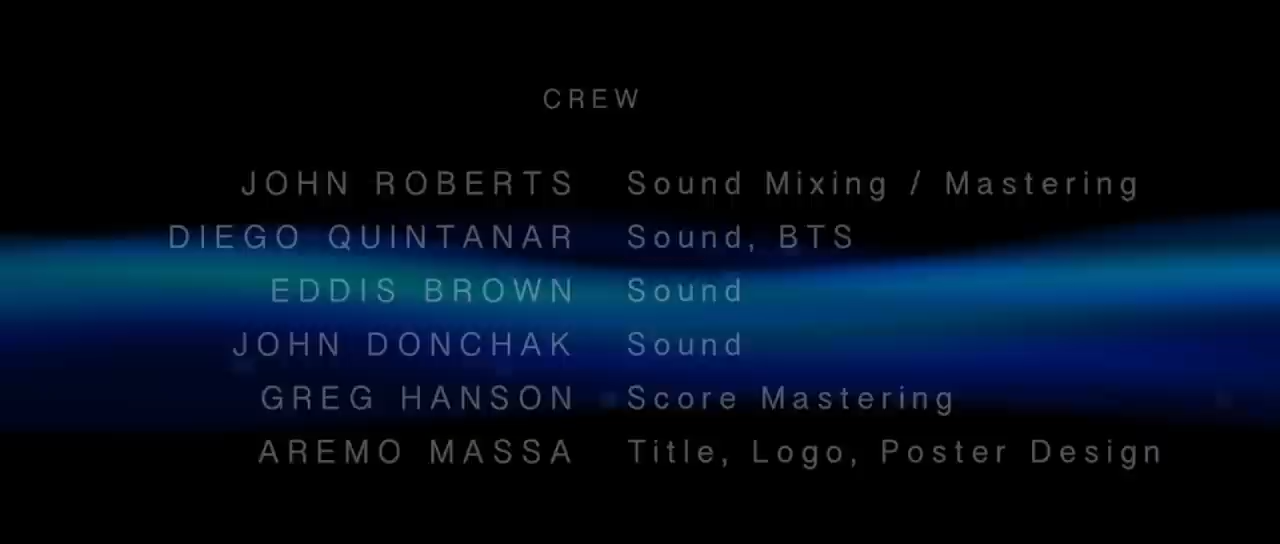 CREW
JOHN ROBERTS Sound Mixing / Mastering
DIEGO QUINTANAR Sound, BTS
EDDIS BROWN Sound
JOHN DONCHAK Sound
GREG HANSON Score Mastering
AREMO MASSA Title, Logo, Poster Design